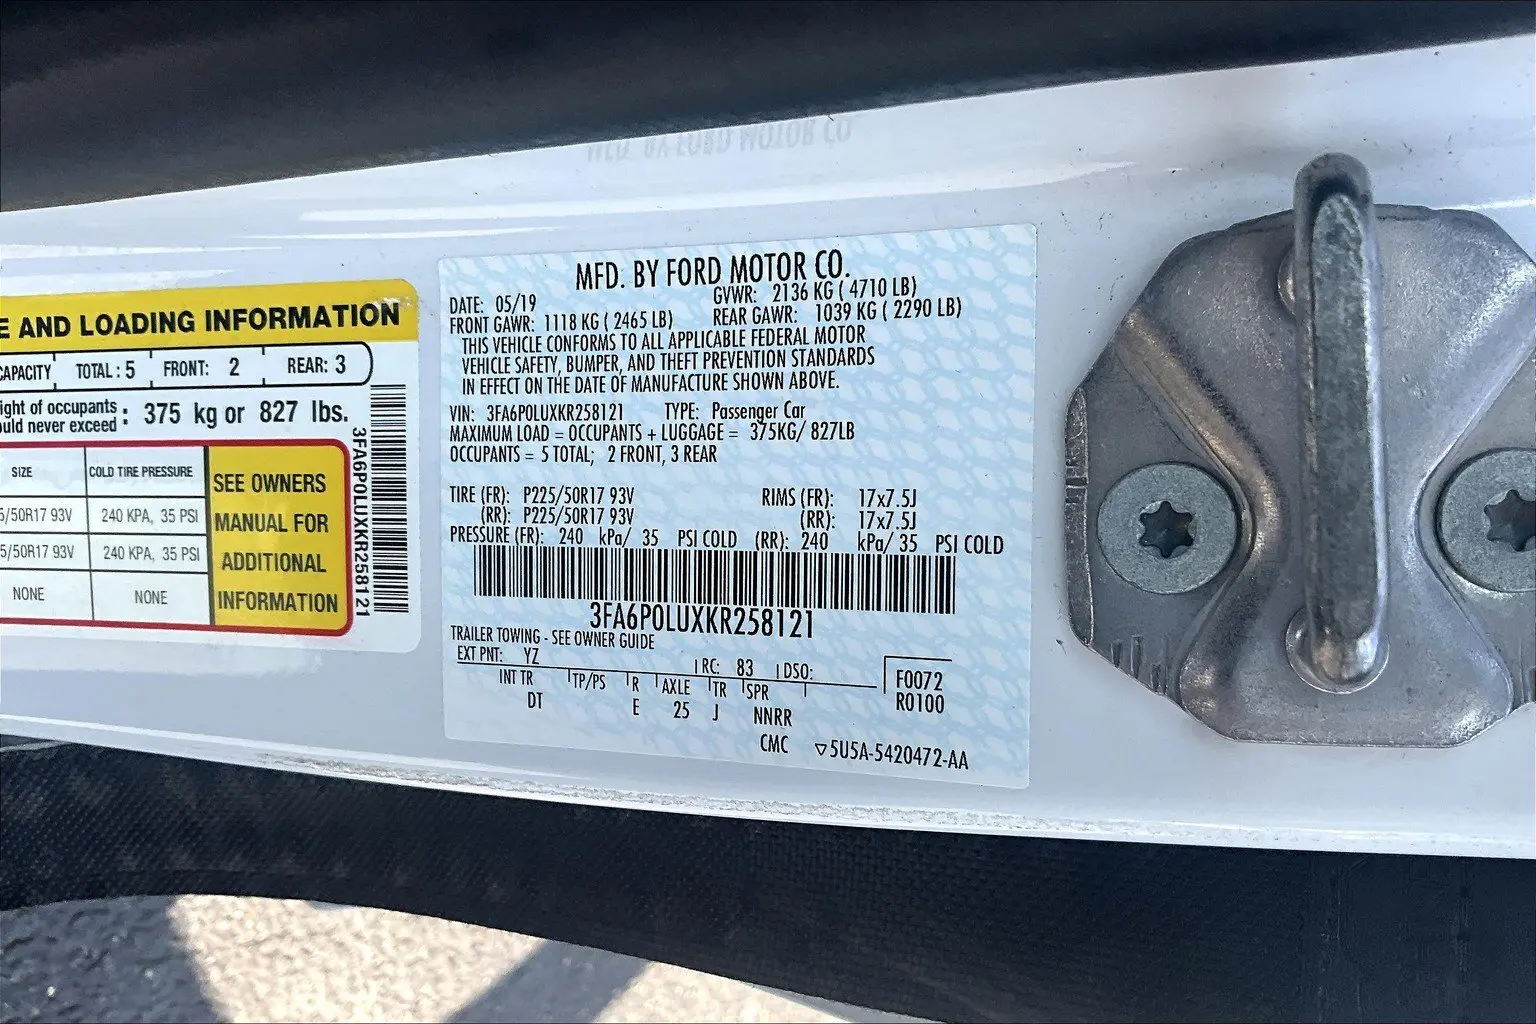 E AND LOADING INFORMATION
CAPACITY TOTAL : 5 FRONT: 2 REAR: 3
ight of occupants
ould never exceed : 375 kg or 827 lbs.
SIZE COLD TIRE PRESSURE
5/50R17 93V 240 KPA, 35 PSI
5/50R17 93V 240 KPA, 35 PSI
NONE NONE
SEE OWNERS
MANUAL FOR
ADDITIONAL
INFORMATION
3FA6P0LUXKR258121
MFD. BY FORD MOTOR CO.
MFD. BY FORD MOTOR CO.
DATE: 05/19 GVWR: 2136 KG ( 4710 LB)
FRONT GAWR: 1118 KG ( 2465 LB) REAR GAWR: 1039 KG ( 2290 LB)
THIS VEHICLE CONFORMS TO ALL APPLICABLE FEDERAL MOTOR
VEHICLE SAFETY, BUMPER, AND THEFT PREVENTION STANDARDS
IN EFFECT ON THE DATE OF MANUFACTURE SHOWN ABOVE.
VIN: 3FA6P0LUXKR258121 TYPE: Passenger Car
MAXIMUM LOAD = OCCUPANTS + LUGGAGE = 375KG/ 827LB
OCCUPANTS = 5 TOTAL; 2 FRONT, 3 REAR
TIRE (FR): P225/50R17 93V RIMS (FR): 17x7.5J
(RR): P225/50R17 93V (RR): 17x7.5J
PRESSURE (FR): 240 kPa/ 35 PSI COLD (RR): 240 kPa/ 35 PSI COLD
3FA6P0LUXKR258121
TRAILER TOWING - SEE OWNER GUIDE
EXT PNT: YZ RC: 83 DSO:
INT TR TP/PS R AXLE TR SPR F0072
DT E 25 J NNRR R0100
CMC ▽5U5A-5420472-AA